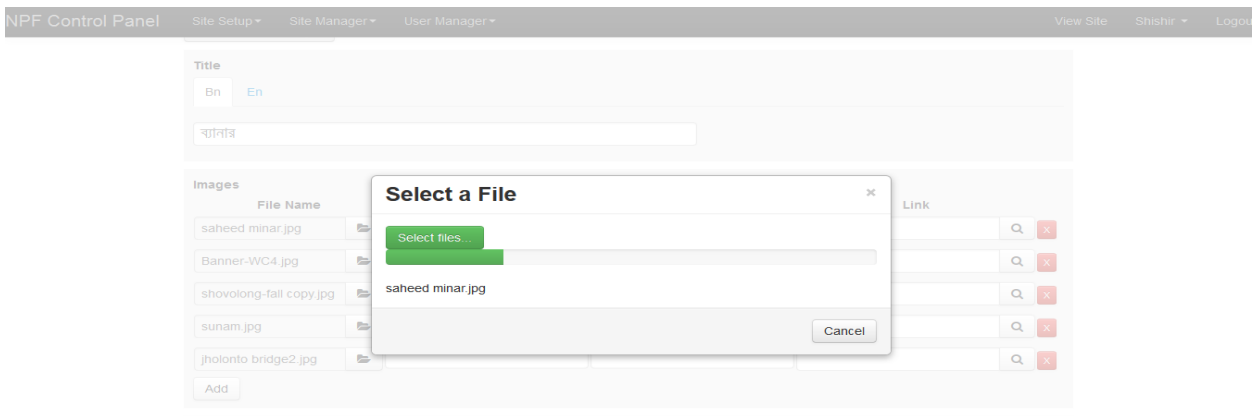 NPF Control Panel Site Setup Site Manager User Manager View Site Shishir
Title
Bn En
ব্যানার
Images
File Name Link
saheed minar.jpg
Banner-WC4.jpg
shovolong-fall copy.jpg
sunam.jpg
jholonto bridge2.jpg
Add
Select a File
×
Select files...
saheed minar.jpg
Cancel
x
x
x
x
x